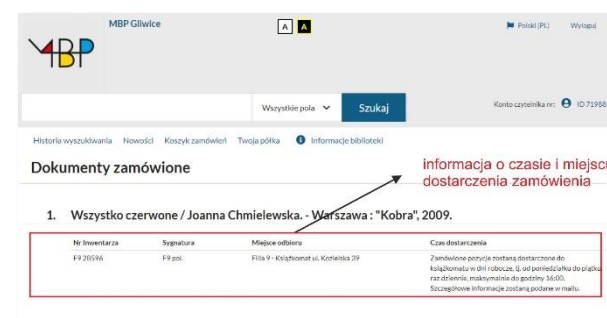 MBP Gliwice
A A
Polski (PL) Wyloguj
MBP
Wszystkie pola Szukaj
Konto czytelnika nr: ID 71988
Historia wyszukiwania Nowości Koszyk zamówień Twoja półka Informacje biblioteki
Dokumenty zamówione
informacja o czasie i miejscu
dostarczenia zamówienia
1. Wszystko czerwone / Joanna Chmielewska. - Warszawa : "Kobra", 2009.
Nr Inwentarza Sygnatura Miejsce odbioru Czas dostarczenia
F9 20596 F9 pol. Filia 9 - Książkomat ul. Kozielska 39
Zamówione pozycje zostaną dostarczone do
książkomatu w dni robocze, tj. od poniedziałku do piątku,
raz dziennie, maksymalnie do godziny 16:00.
Szczegółowe informacje zostaną podane w mailu.